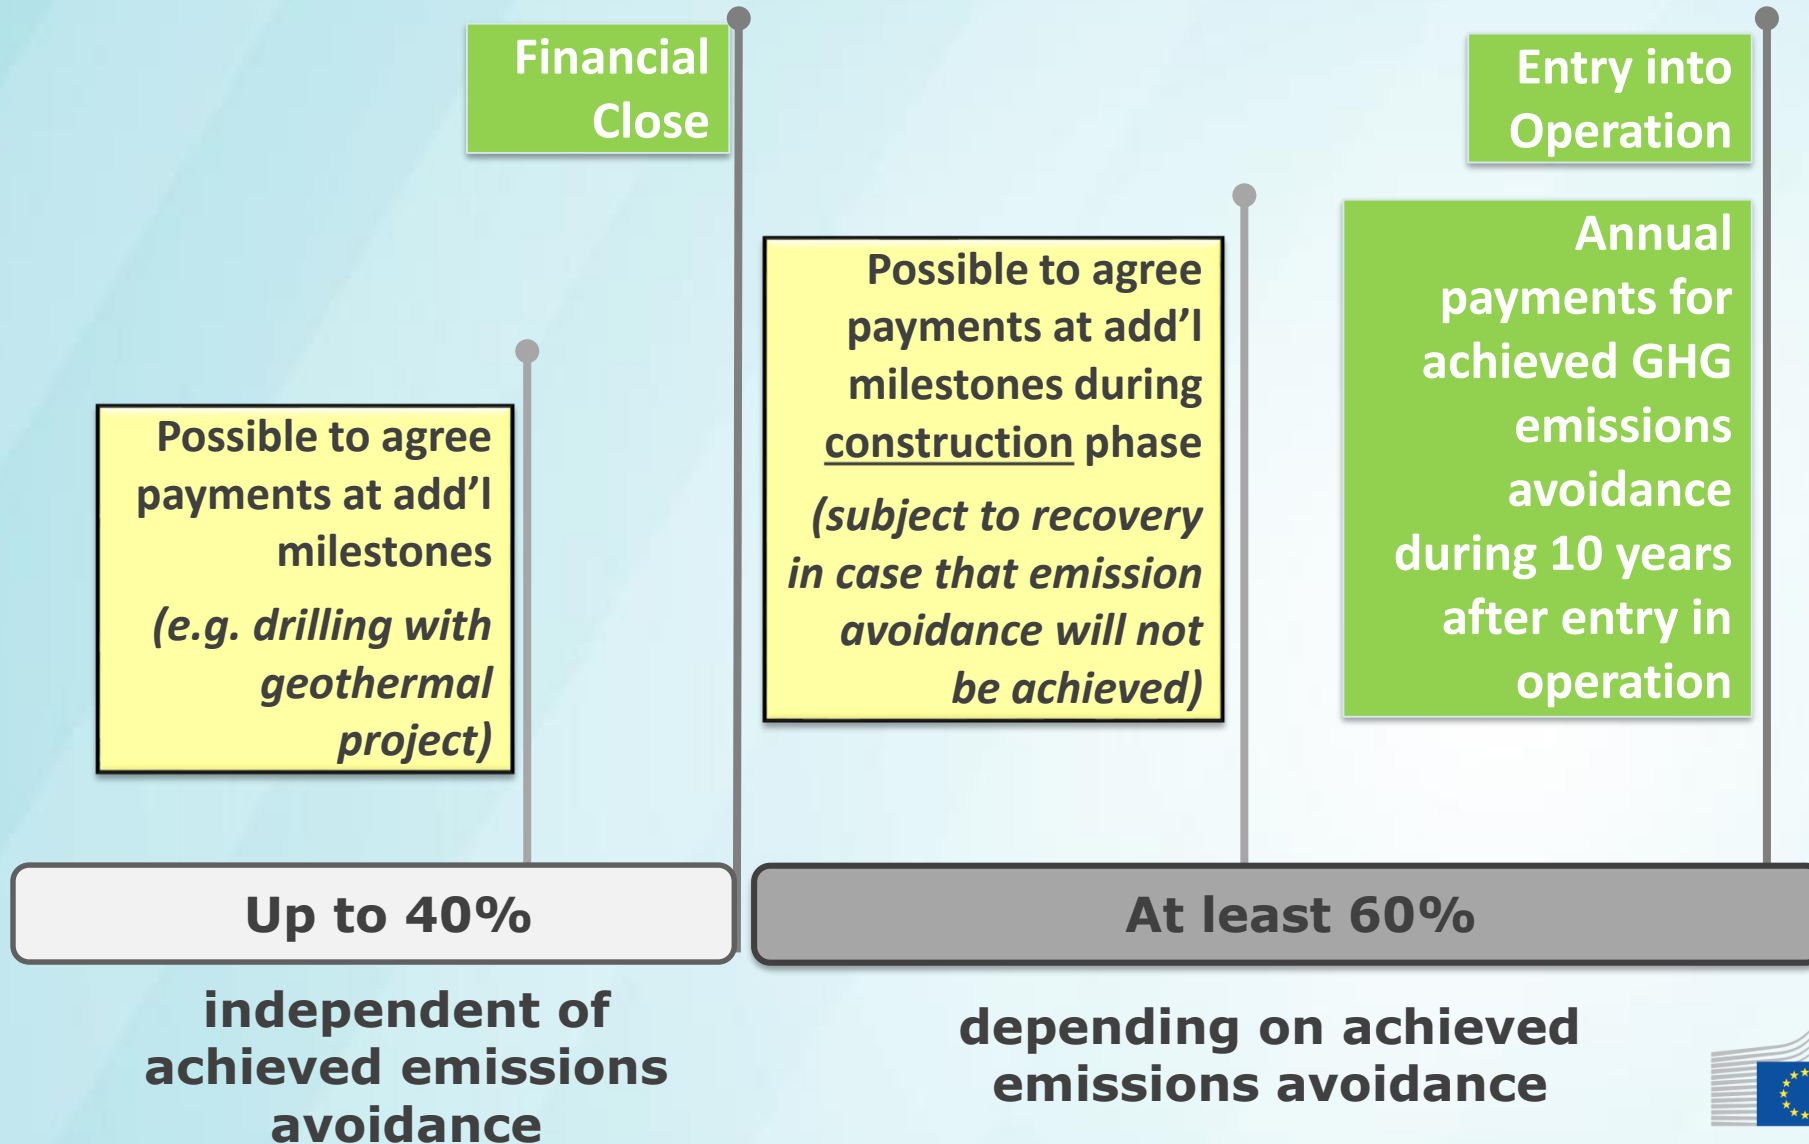 Financial
Close
Entry into
Operation
Possible to agree
payments at add’l
milestones
(e.g. drilling with
geothermal
project)
Possible to agree
payments at add’l
milestones during
construction phase
(subject to recovery
in case that emission
avoidance will not
be achieved)
Annual
payments for
achieved GHG
emissions
avoidance
during 10 years
after entry in
operation
Up to 40%
At least 60%
independent of
achieved emissions
avoidance
depending on achieved
emissions avoidance